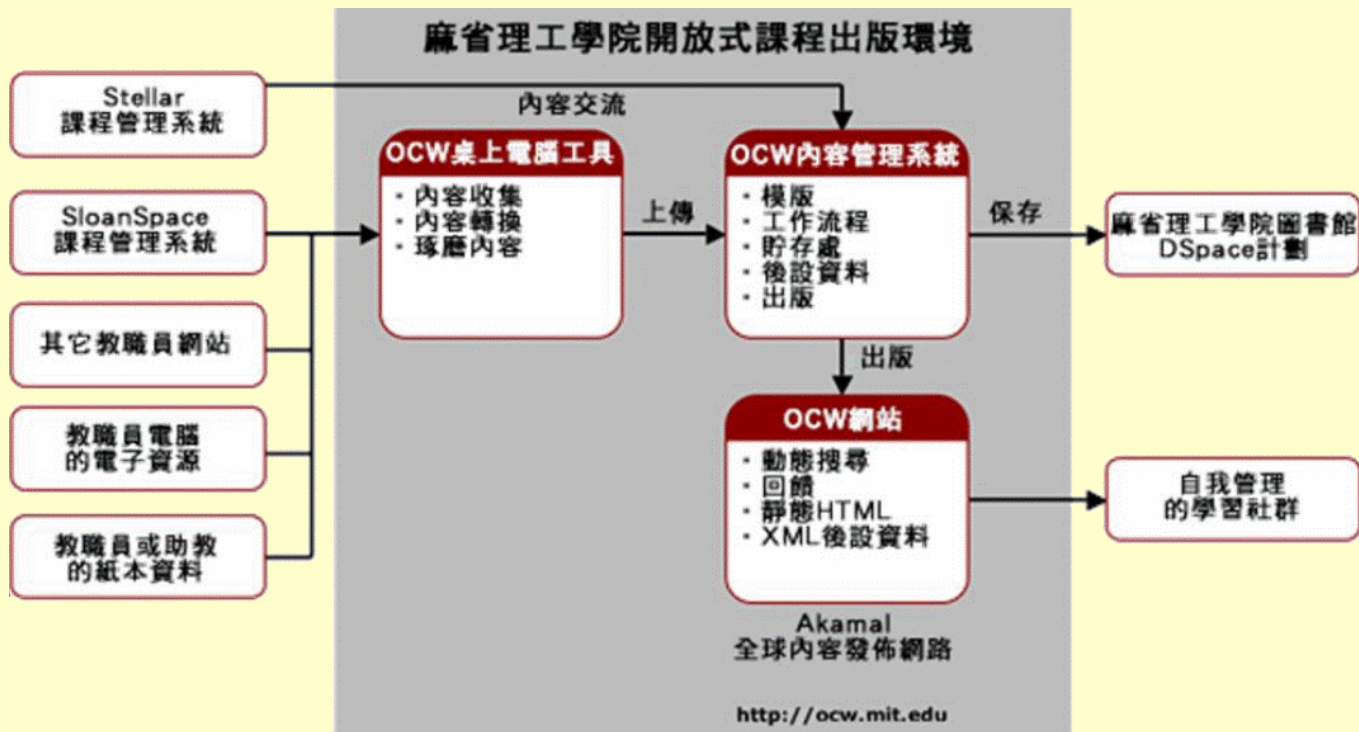 麻省理工學院開放式課程出版環境
Stellar
課程管理系統
內容交流
SloanSpace
課程管理系統
其它教職員網站
教職員電腦
的電子資源
教職員或助教
的紙本資料
OCW桌上電腦工具
· 內容收集
· 內容轉換
· 琢磨內容
上傳
OCW內容管理系統
· 模版
· 工作流程
· 貯存處
· 後設資料
· 出版
保存
麻省理工學院圖書館
DSpace計劃
出版
OCW網站
· 動態搜尋
· 回饋
· 靜態HTML
· XML後設資料
自我管理
的學習社群
Akamal
全球內容發佈網路
http://ocw.mit.edu